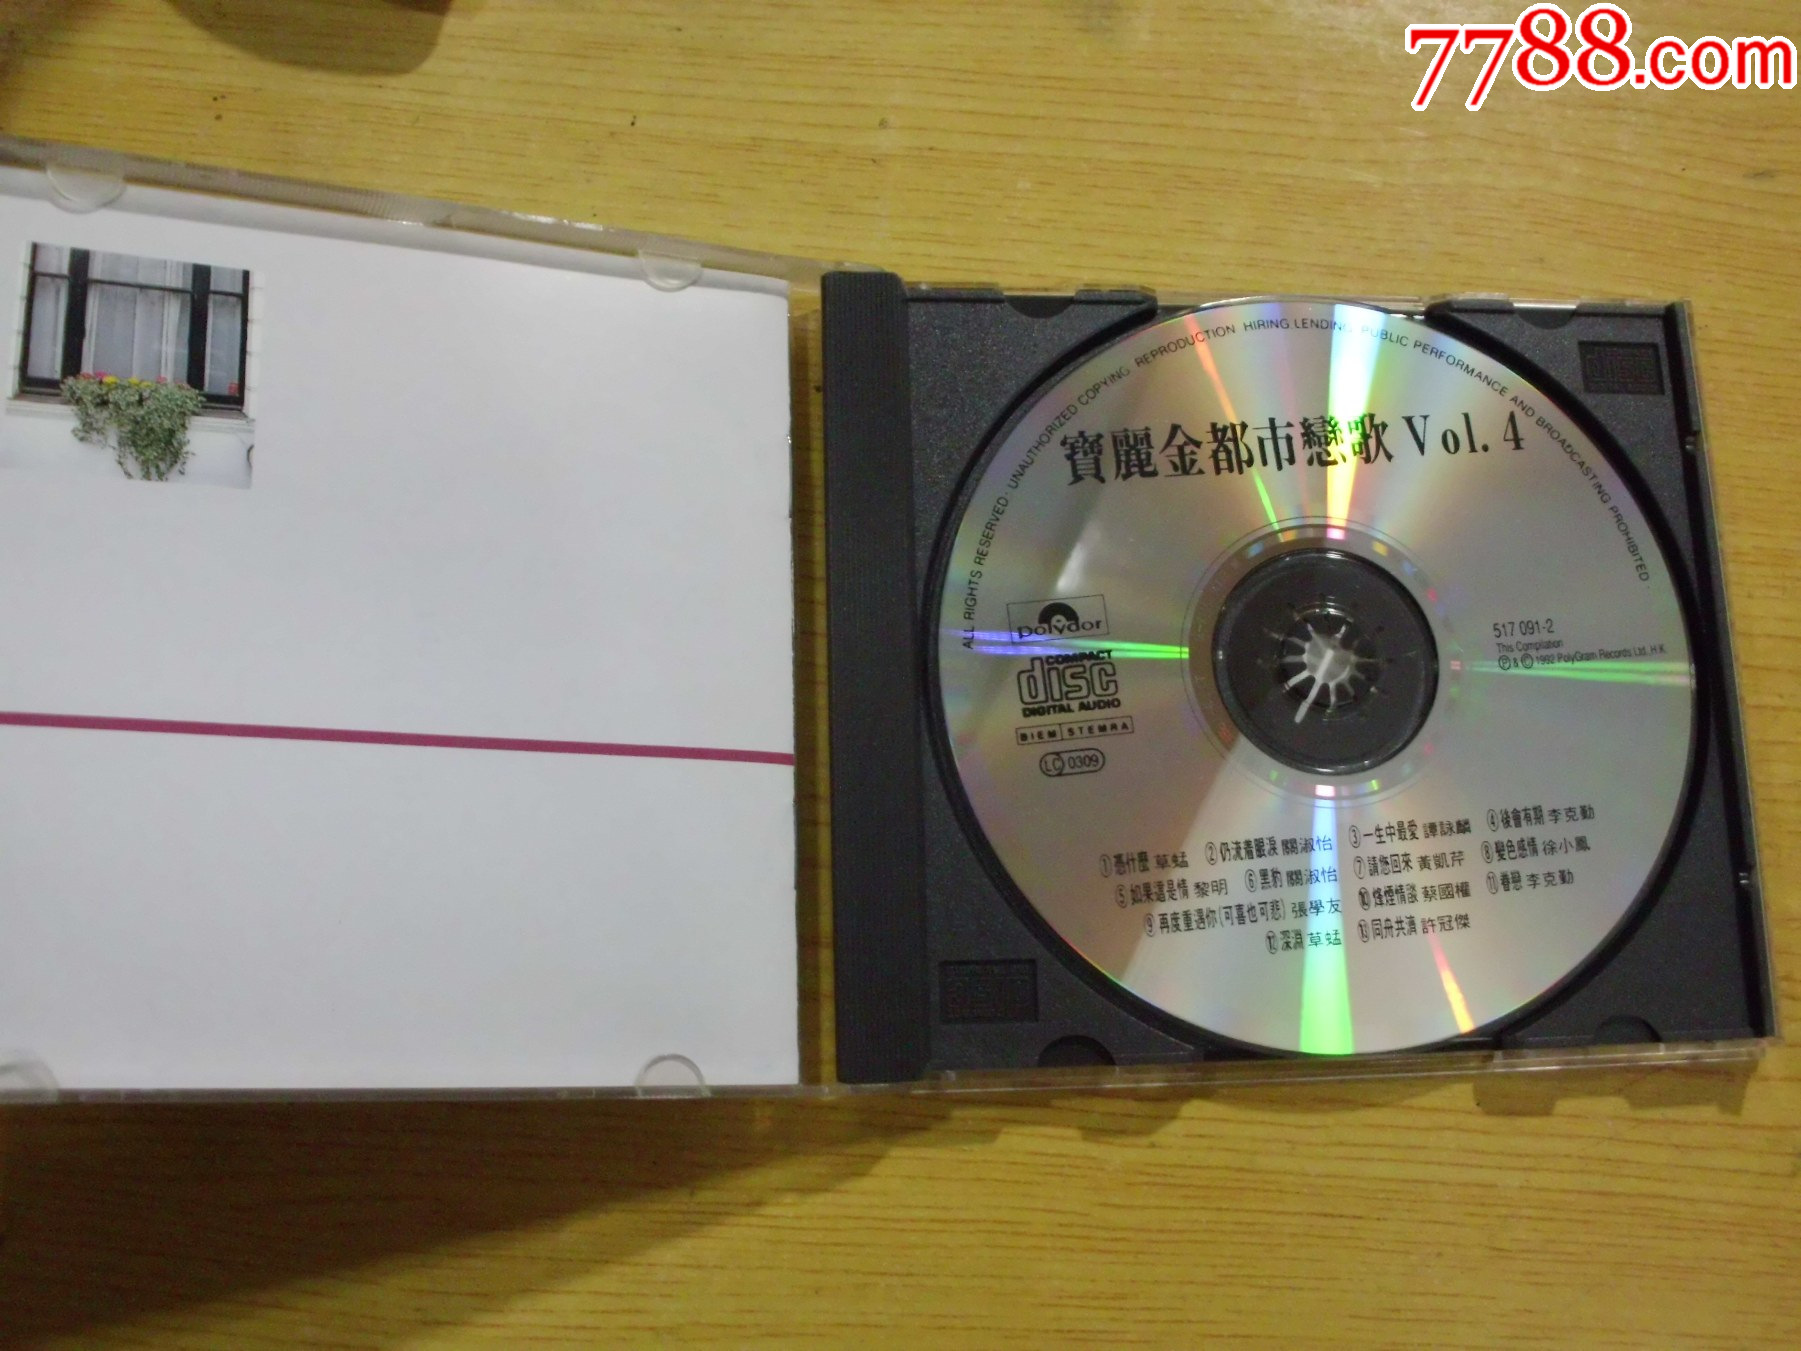 7788.com
ALL RIGHTS RESERVED. UNAUTHORIZED COPYING REPRODUCTION HIRING LENDING PUBLIC PERFORMANCE AND BROADCASTING PROHIBITED
寶麗金都市戀歌 Vol. 4
polydor
COMPACT
disc
DIGITAL AUDIO
BIEM STEMRA
LC 0309
517 091-2
This Compilation
Ⓟ & © 1992 PolyGram Records Ltd. H.K.
①憑什麼 草蜢 ②仍流着眼淚 關淑怡 ③一生中最愛 譚詠麟 ④後會有期 李克勤
⑤如果這是情 黎明 ⑥黑豹 關淑怡 ⑦請您回來 黃凱芹 ⑧變色感情 徐小鳳
⑨再度重遇你(可喜也可悲) 張學友 ⑩烽煙情談 蔡國權 ⑪眷戀 李克勤
⑫深淵 草蜢 ⑬同舟共濟 許冠傑